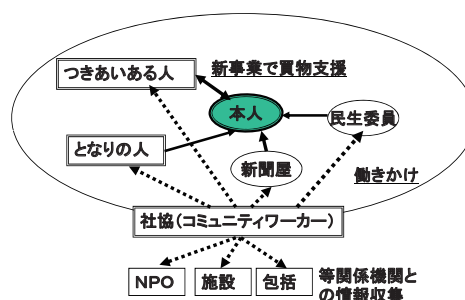 つきあいある人
新事業で買物支援
本人
民生委員
となりの人
新聞屋
働きかけ
社協(コミュニティワーカー)
NPO
施設
包括
等関係機関と
の情報収集